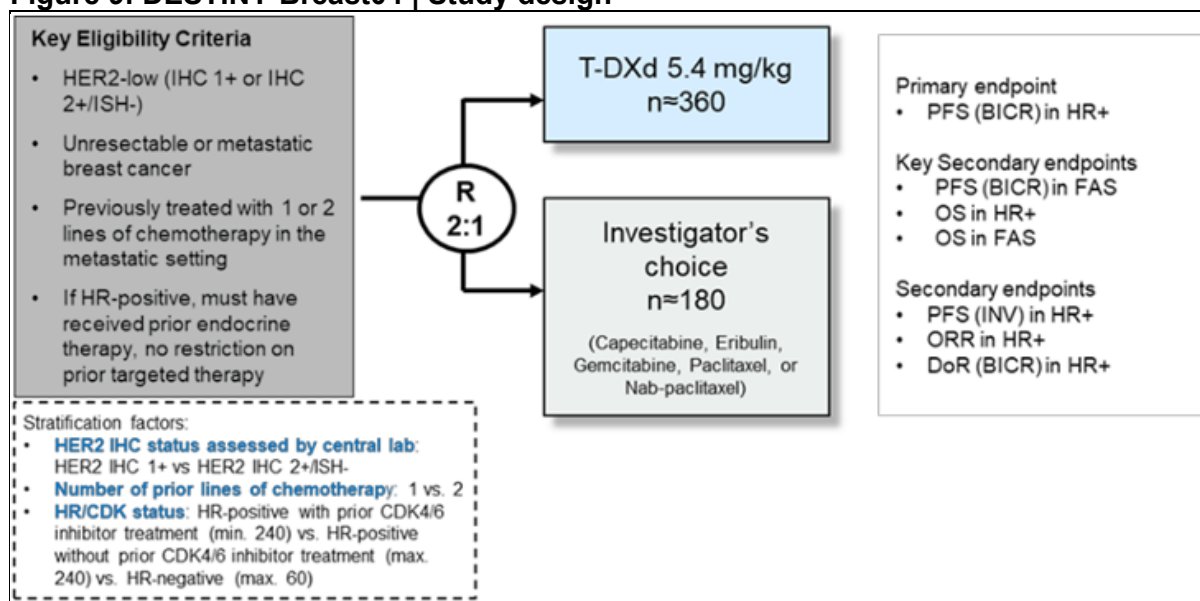 Key Eligibility Criteria
• HER2-low (IHC 1+ or IHC
2+/ISH-)
• Unresectable or metastatic
breast cancer
• Previously treated with 1 or 2
lines of chemotherapy in the
metastatic setting
• If HR-positive, must have
received prior endocrine
therapy, no restriction on
prior targeted therapy
Stratification factors:
• HER2 IHC status assessed by central lab:
HER2 IHC 1+ vs HER2 IHC 2+/ISH-
• Number of prior lines of chemotherapy: 1 vs. 2
• HR/CDK status: HR-positive with prior CDK4/6
inhibitor treatment (min. 240) vs. HR-positive
without prior CDK4/6 inhibitor treatment (max.
240) vs. HR-negative (max. 60)
R
2:1
T-DXd 5.4 mg/kg
n≈360
Investigator's
choice
n≈180
(Capecitabine, Eribulin,
Gemcitabine, Paclitaxel, or
Nab-paclitaxel)
Primary endpoint
• PFS (BICR) in HR+
Key Secondary endpoints
• PFS (BICR) in FAS
• OS in HR+
• OS in FAS
Secondary endpoints
• PFS (INV) in HR+
• ORR in HR+
• DoR (BICR) in HR+